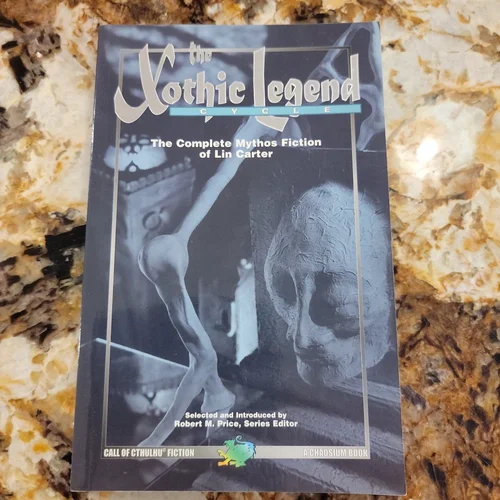 the
Xothic Legend
CYCLE
The Complete Mythos Fiction
of Lin Carter
Selected and Introduced by
Robert M. Price, Series Editor
CALL OF CTHULHU® FICTION
A CHAOSIUM BOOK